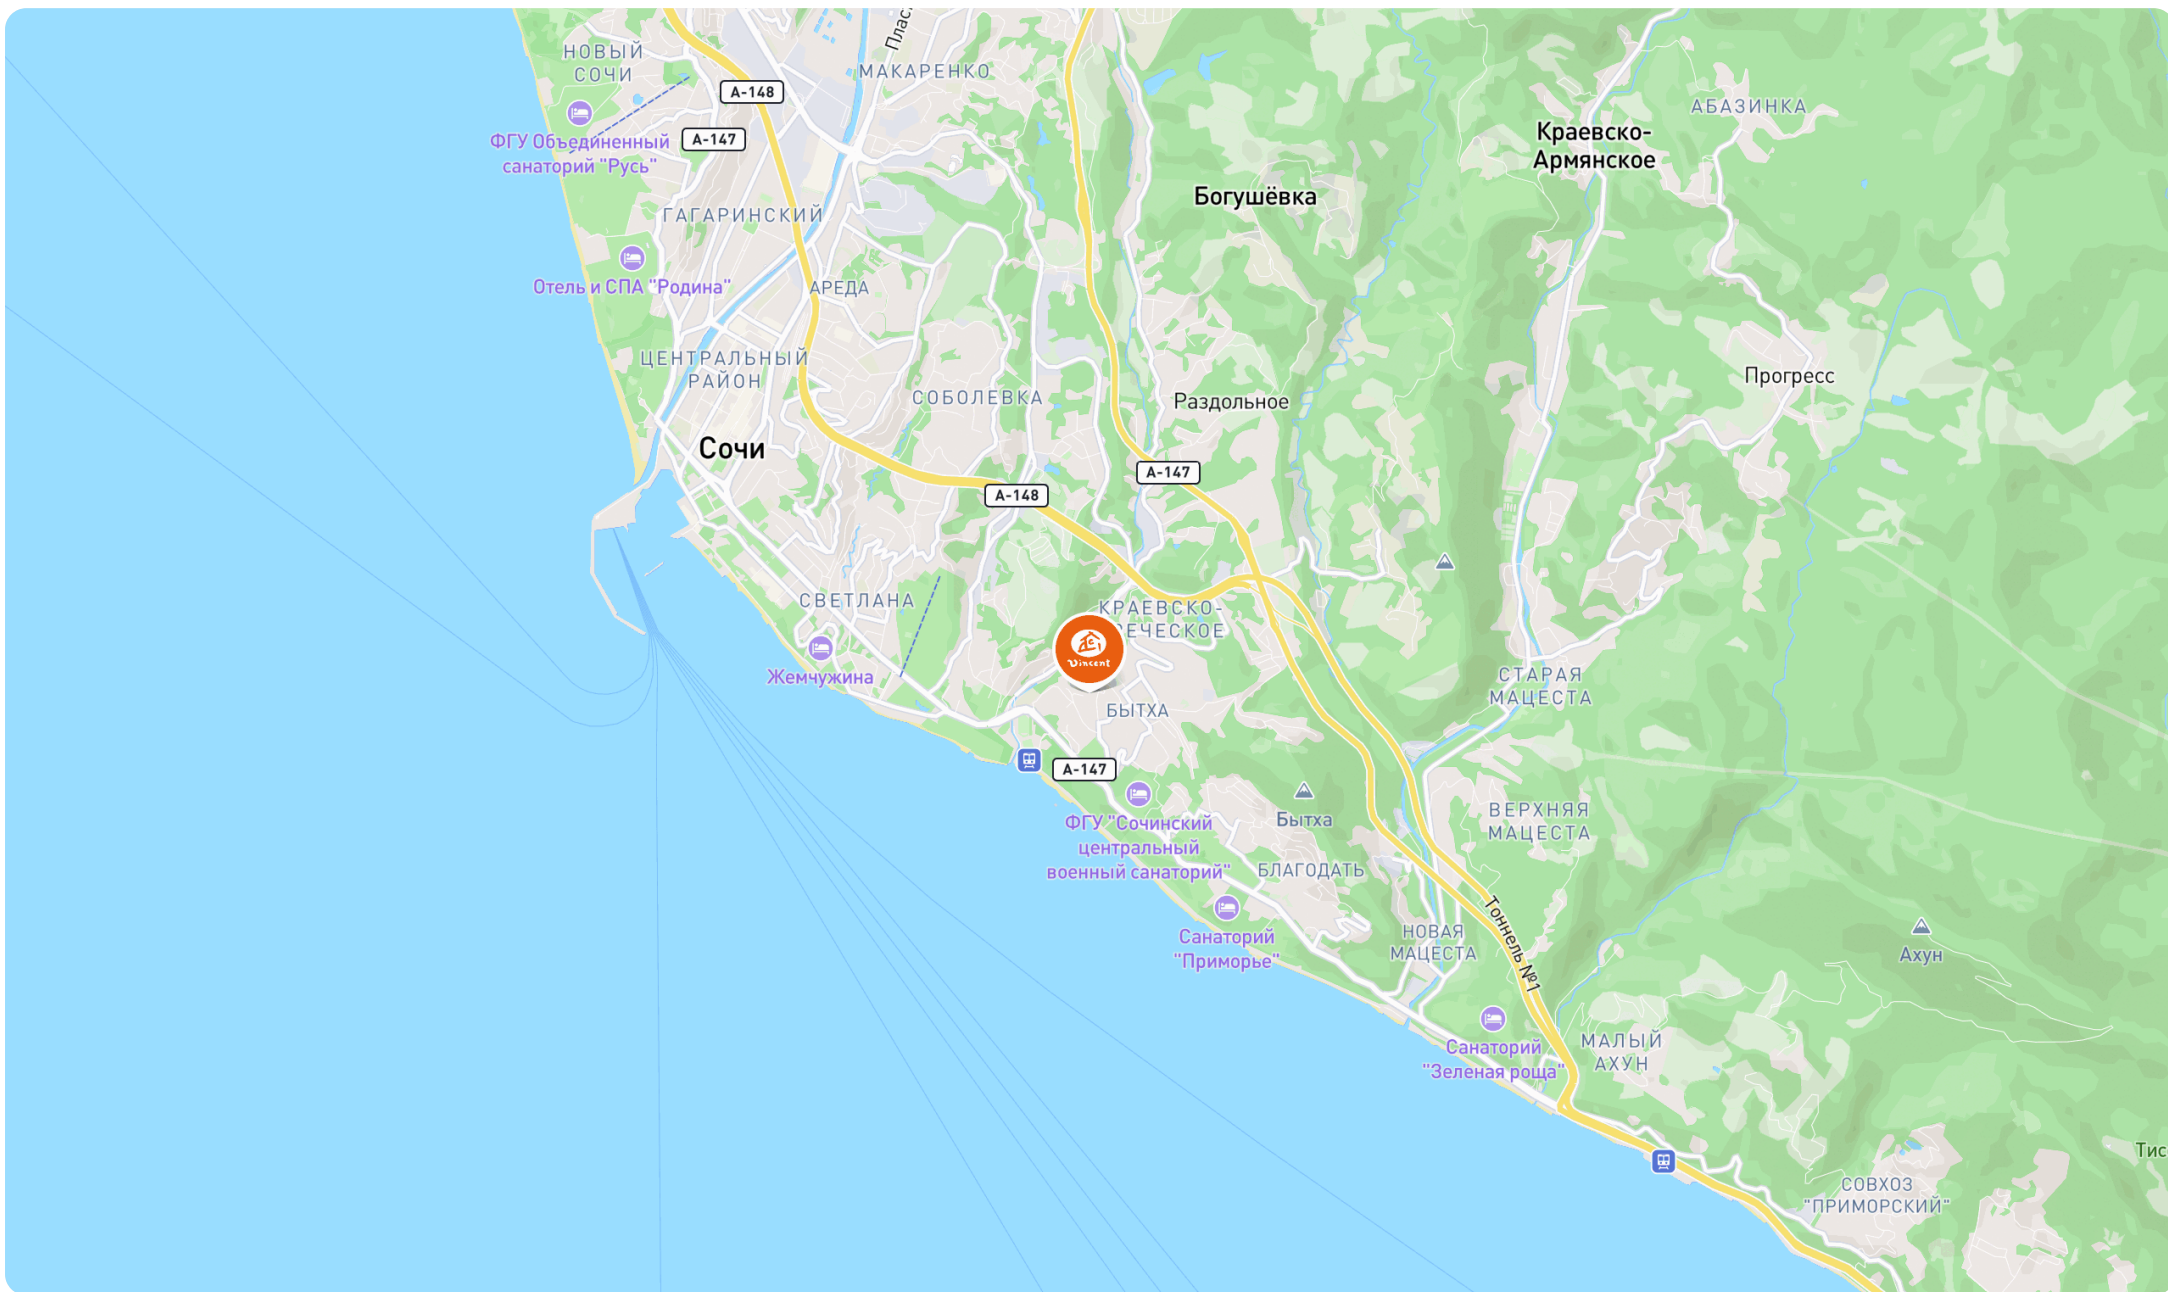 Плас
НОВЫЙ
СОЧИ
МАКАРЕНКО
А-148
АБАЗИНКА
ФГУ Объединенный
санаторий "Русь"
А-147
Краевско-
Армянское
Богушёвка
ГАГАРИНСКИЙ
Отель и СПА "Родина"
АРЕДА
ЦЕНТРАЛЬНЫЙ
РАЙОН
Прогресс
СОБОЛЕВКА
Раздольное
Сочи
А-147
А-148
СВЕТЛАНА
КРАЕВСКО-
РЕЧЕСКОЕ
Vincent
Жемчужина
СТАРАЯ
МАЦЕСТА
БЫТХА
А-147
ФГУ "Сочинский
центральный
военный санаторий"
Бытха
ВЕРХНЯЯ
МАЦЕСТА
БЛАГОДАТЬ
Тоннель №1
Санаторий
"Приморье"
НОВАЯ
МАЦЕСТА
Ахун
Санаторий
"Зеленая роща"
МАЛЫЙ
АХУН
Тис
СОВХОЗ
"ПРИМОРСКИЙ"